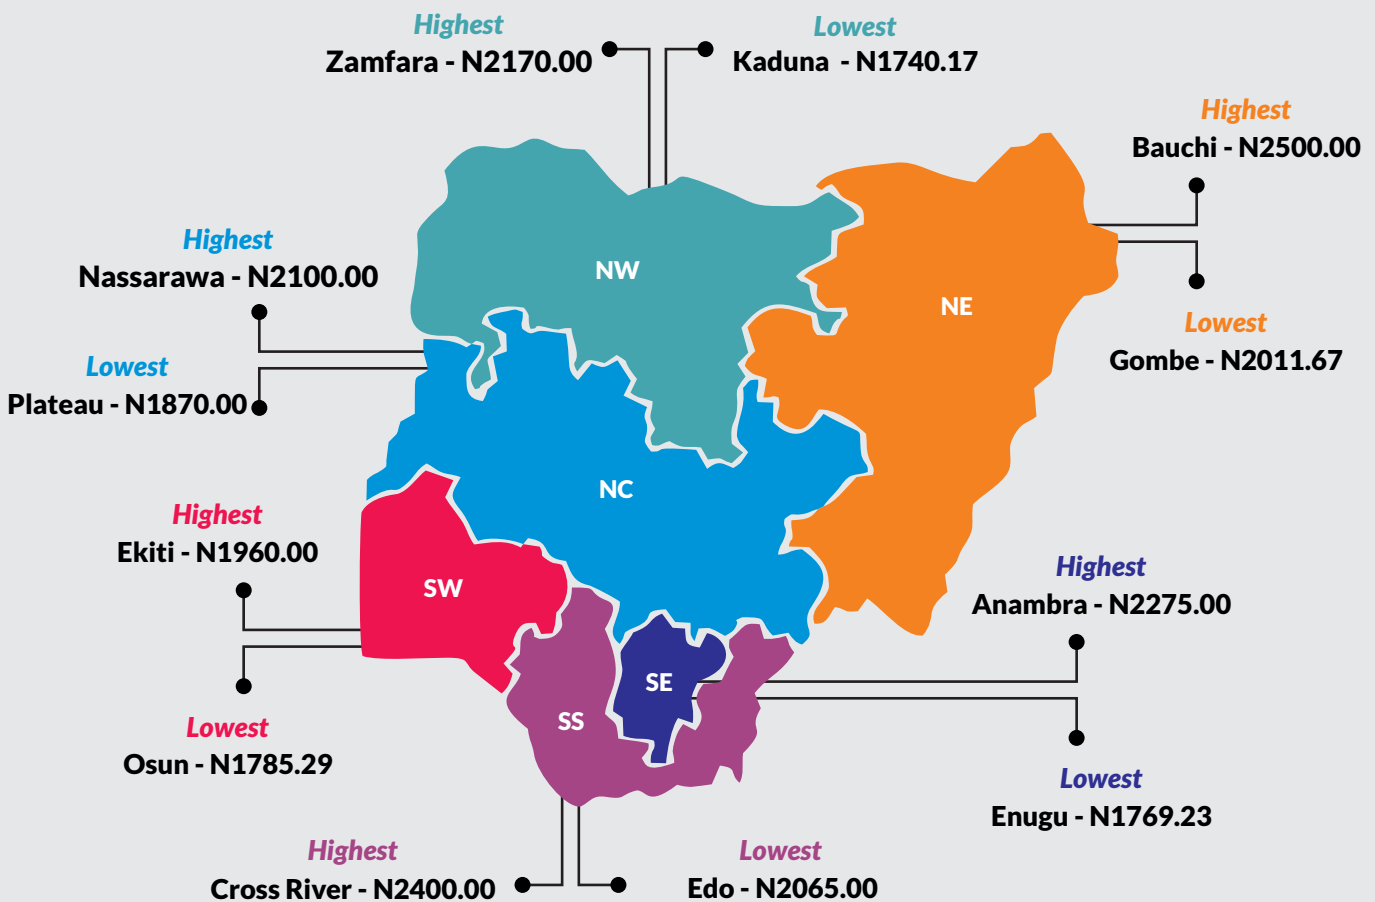 Highest
Zamfara - N2170.00
Lowest
Kaduna - N1740.17
Highest
Bauchi - N2500.00
Highest
Nassarawa - N2100.00
NW
NE
Lowest
Gombe - N2011.67
Lowest
Plateau - N1870.00
NC
Highest
Ekiti - N1960.00
SW
Highest
Anambra - N2275.00
SE
SS
Lowest
Osun - N1785.29
Lowest
Enugu - N1769.23
Highest
Cross River - N2400.00
Lowest
Edo - N2065.00